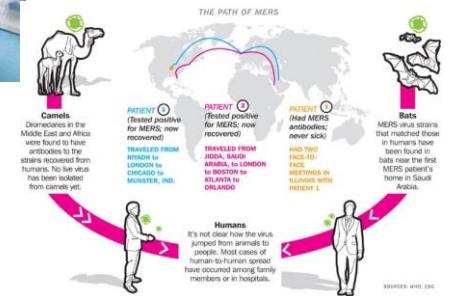 THE PATH OF MERS
Camels
Dromedaries in the
Middle East and Africa
were found to have
antibodies to the
strains recovered from
humans. No live virus
has been isolated
from camels yet.
PATIENT 1
(Tested positive
for MERS; now
recovered)
TRAVELED FROM
RIYADH to
LONDON to
CHICAGO to
MUNSTER, IND.
PATIENT 2
(Tested positive
for MERS; now
recovered)
TRAVELED FROM
JIDDA, SAUDI
ARABIA, to LONDON
to BOSTON to
ATLANTA to
ORLANDO
PATIENT 3
(Had MERS
antibodies;
never sick)
HAD TWO
FACE-TO-
FACE
MEETINGS IN
ILLINOIS WITH
PATIENT 1
Bats
MERS virus strains
that matched those
in humans have
been found in
bats near the first
MERS patient's
home in Saudi
Arabia.
Humans
It's not clear how the virus
jumped from animals to
people. Most cases of
human-to-human spread
have occurred among family
members or in hospitals.
SOURCES: WHO, CDC